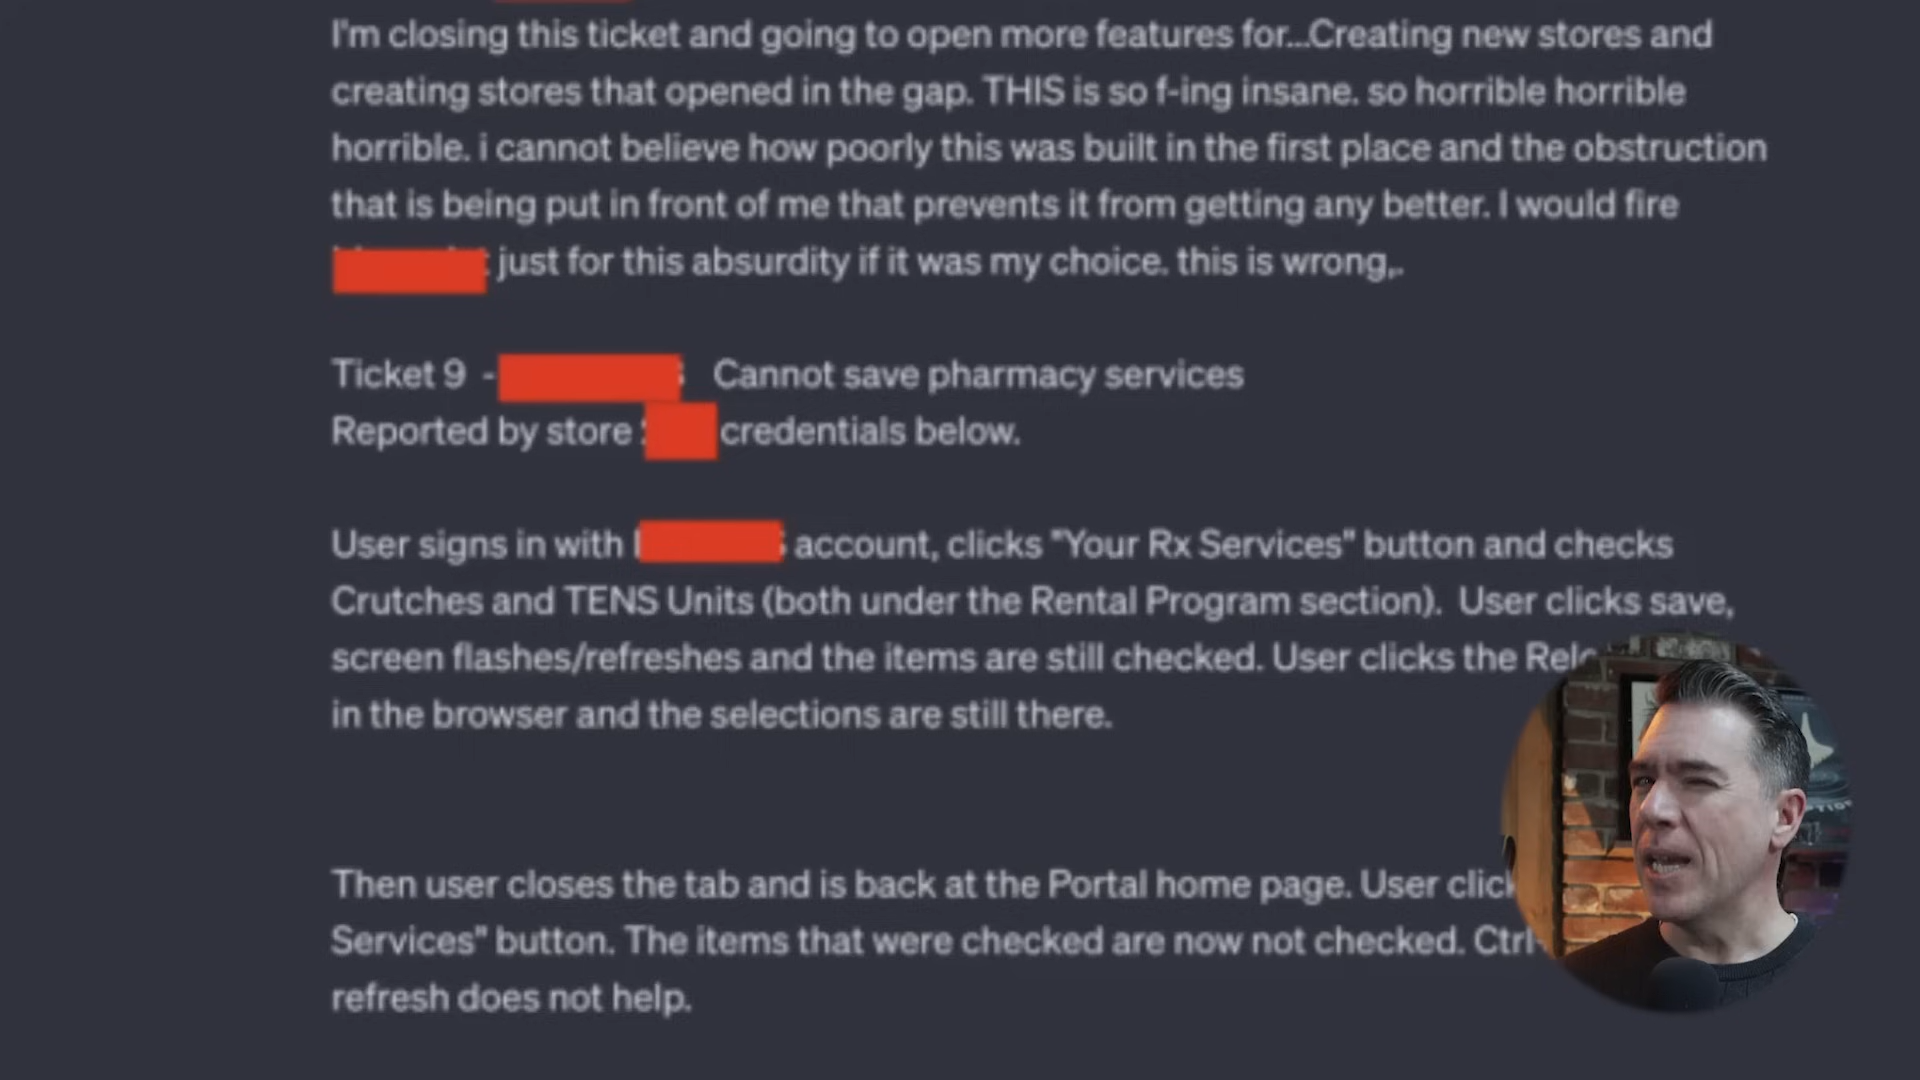 I'm closing this ticket and going to open more features for...Creating new stores and
creating stores that opened in the gap. THIS is so f-ing insane. so horrible horrible
horrible. i cannot believe how poorly this was built in the first place and the obstruction
that is being put in front of me that prevents it from getting any better. I would fire
just for this absurdity if it was my choice. this is wrong,.
Ticket 9 - Cannot save pharmacy services
Reported by store credentials below.
User signs in with account, clicks "Your Rx Services" button and checks
Crutches and TENS Units (both under the Rental Program section). User clicks save,
screen flashes/refreshes and the items are still checked. User clicks the
in the browser and the selections are still there.
Then user closes the tab and is back at the Portal home page. User
Services" button. The items that were checked are now not checked. Ctrl
refresh does not help.